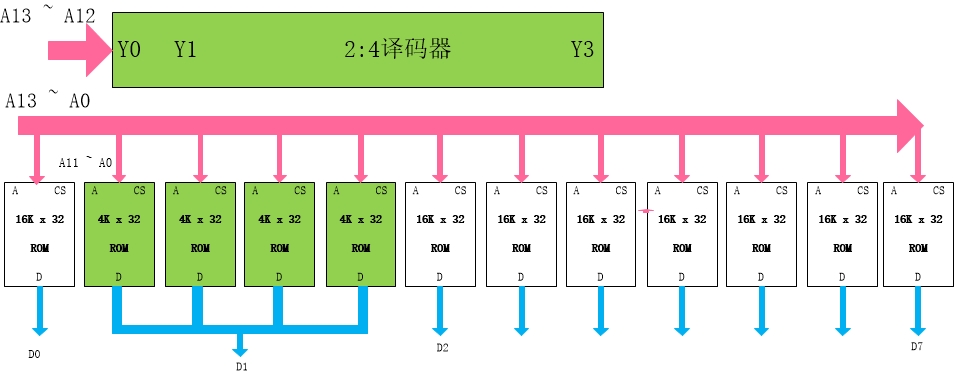 A13 ~ A12
Y0 Y1 2:4译码器 Y3
A13 ~ A0
A11 ~ A0
A CS A CS A CS A CS A CS A CS A CS A CS A CS A CS A CS A CS
16K x 32 4K x 32 4K x 32 4K x 32 4K x 32 16K x 32 16K x 32 16K x 32 16K x 32 16K x 32 16K x 32 16K x 32
ROM ROM ROM ROM ROM ROM ROM ROM ROM ROM ROM ROM
D D D D D D D D D D D D
D0 D1 D2 D7